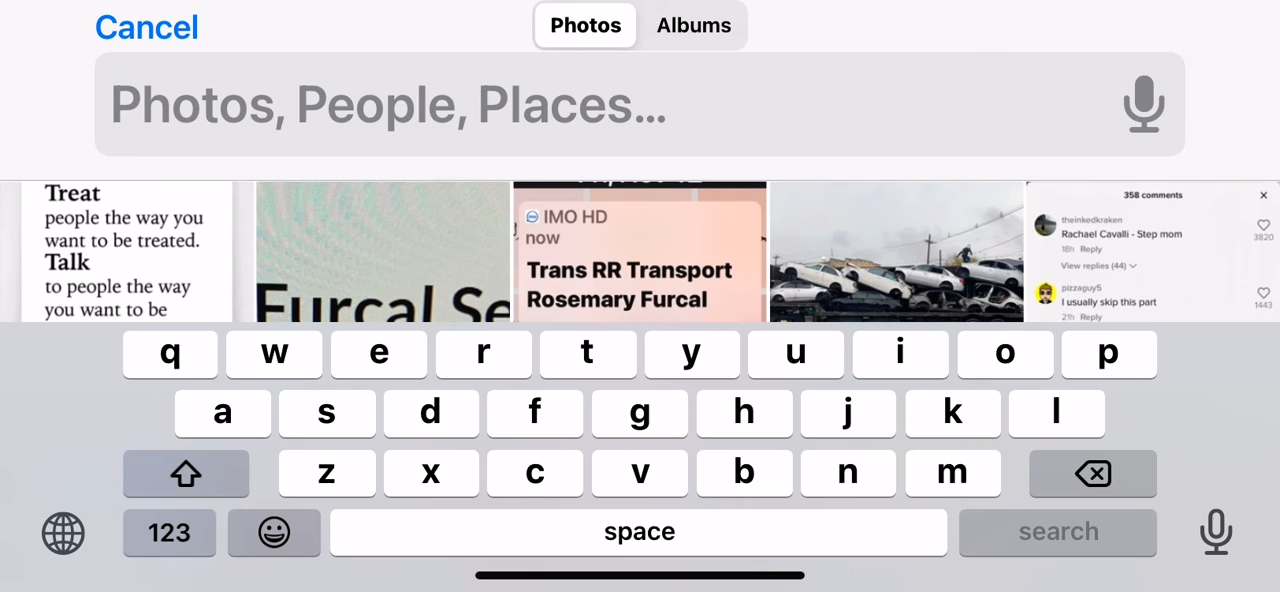 Cancel
Photos Albums
Photos, People, Places...
Treat
people the way you
want to be treated.
Talk
to people the way
you want to be
Furcal Se
IMO HD
now
Trans RR Transport
Rosemary Furcal
358 comments
theinkedkraken
Rachael Cavalli - Step mom
3820
18h Reply
View replies (44)
pizzaguy5
I usually skip this part
1443
21h Reply
q w e r t y u i o p
a s d f g h j k l
z x c v b n m
123 space search